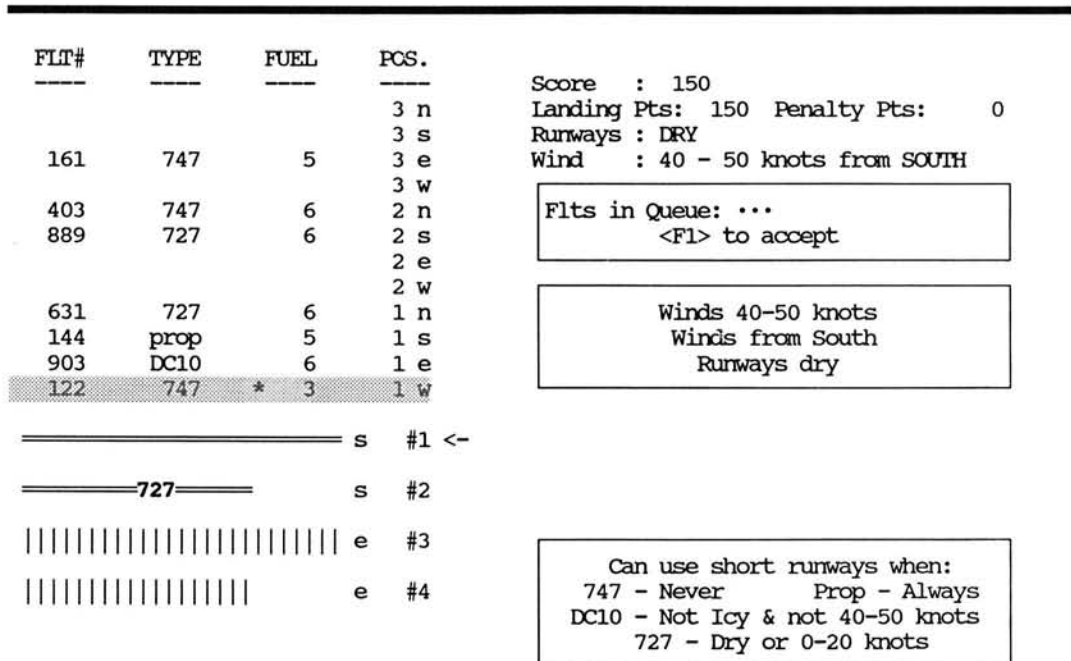 FLT# TYPE FUEL POS.
---- ---- ---- ----
3 n
3 s
161 747 5 3 e
3 w
403 747 6 2 n
889 727 6 2 s
2 e
2 w
631 727 6 1 n
144 prop 5 1 s
903 DC10 6 1 e
122 747 * 3 1 w
s #1 <-
727 s #2
e #3
e #4
Score : 150
Landing Pts: 150 Penalty Pts: 0
Runways : DRY
Wind : 40 - 50 knots from SOUTH
Flts in Queue: ···
<F1> to accept
Winds 40-50 knots
Winds from South
Runways dry
Can use short runways when:
747 - Never Prop - Always
DC10 - Not Icy & not 40-50 knots
727 - Dry or 0-20 knots